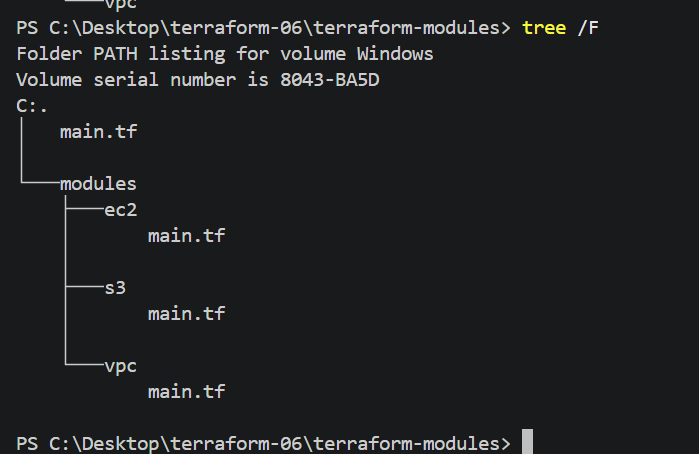 vpc
PS C:\Desktop\terraform-06\terraform-modules> tree /F
Folder PATH listing for volume Windows
Volume serial number is 8043-BA5D
C:.
│   main.tf
│
└───modules
    ├───ec2
    │       main.tf
    │
    ├───s3
    │       main.tf
    │
    └───vpc
            main.tf

PS C:\Desktop\terraform-06\terraform-modules>